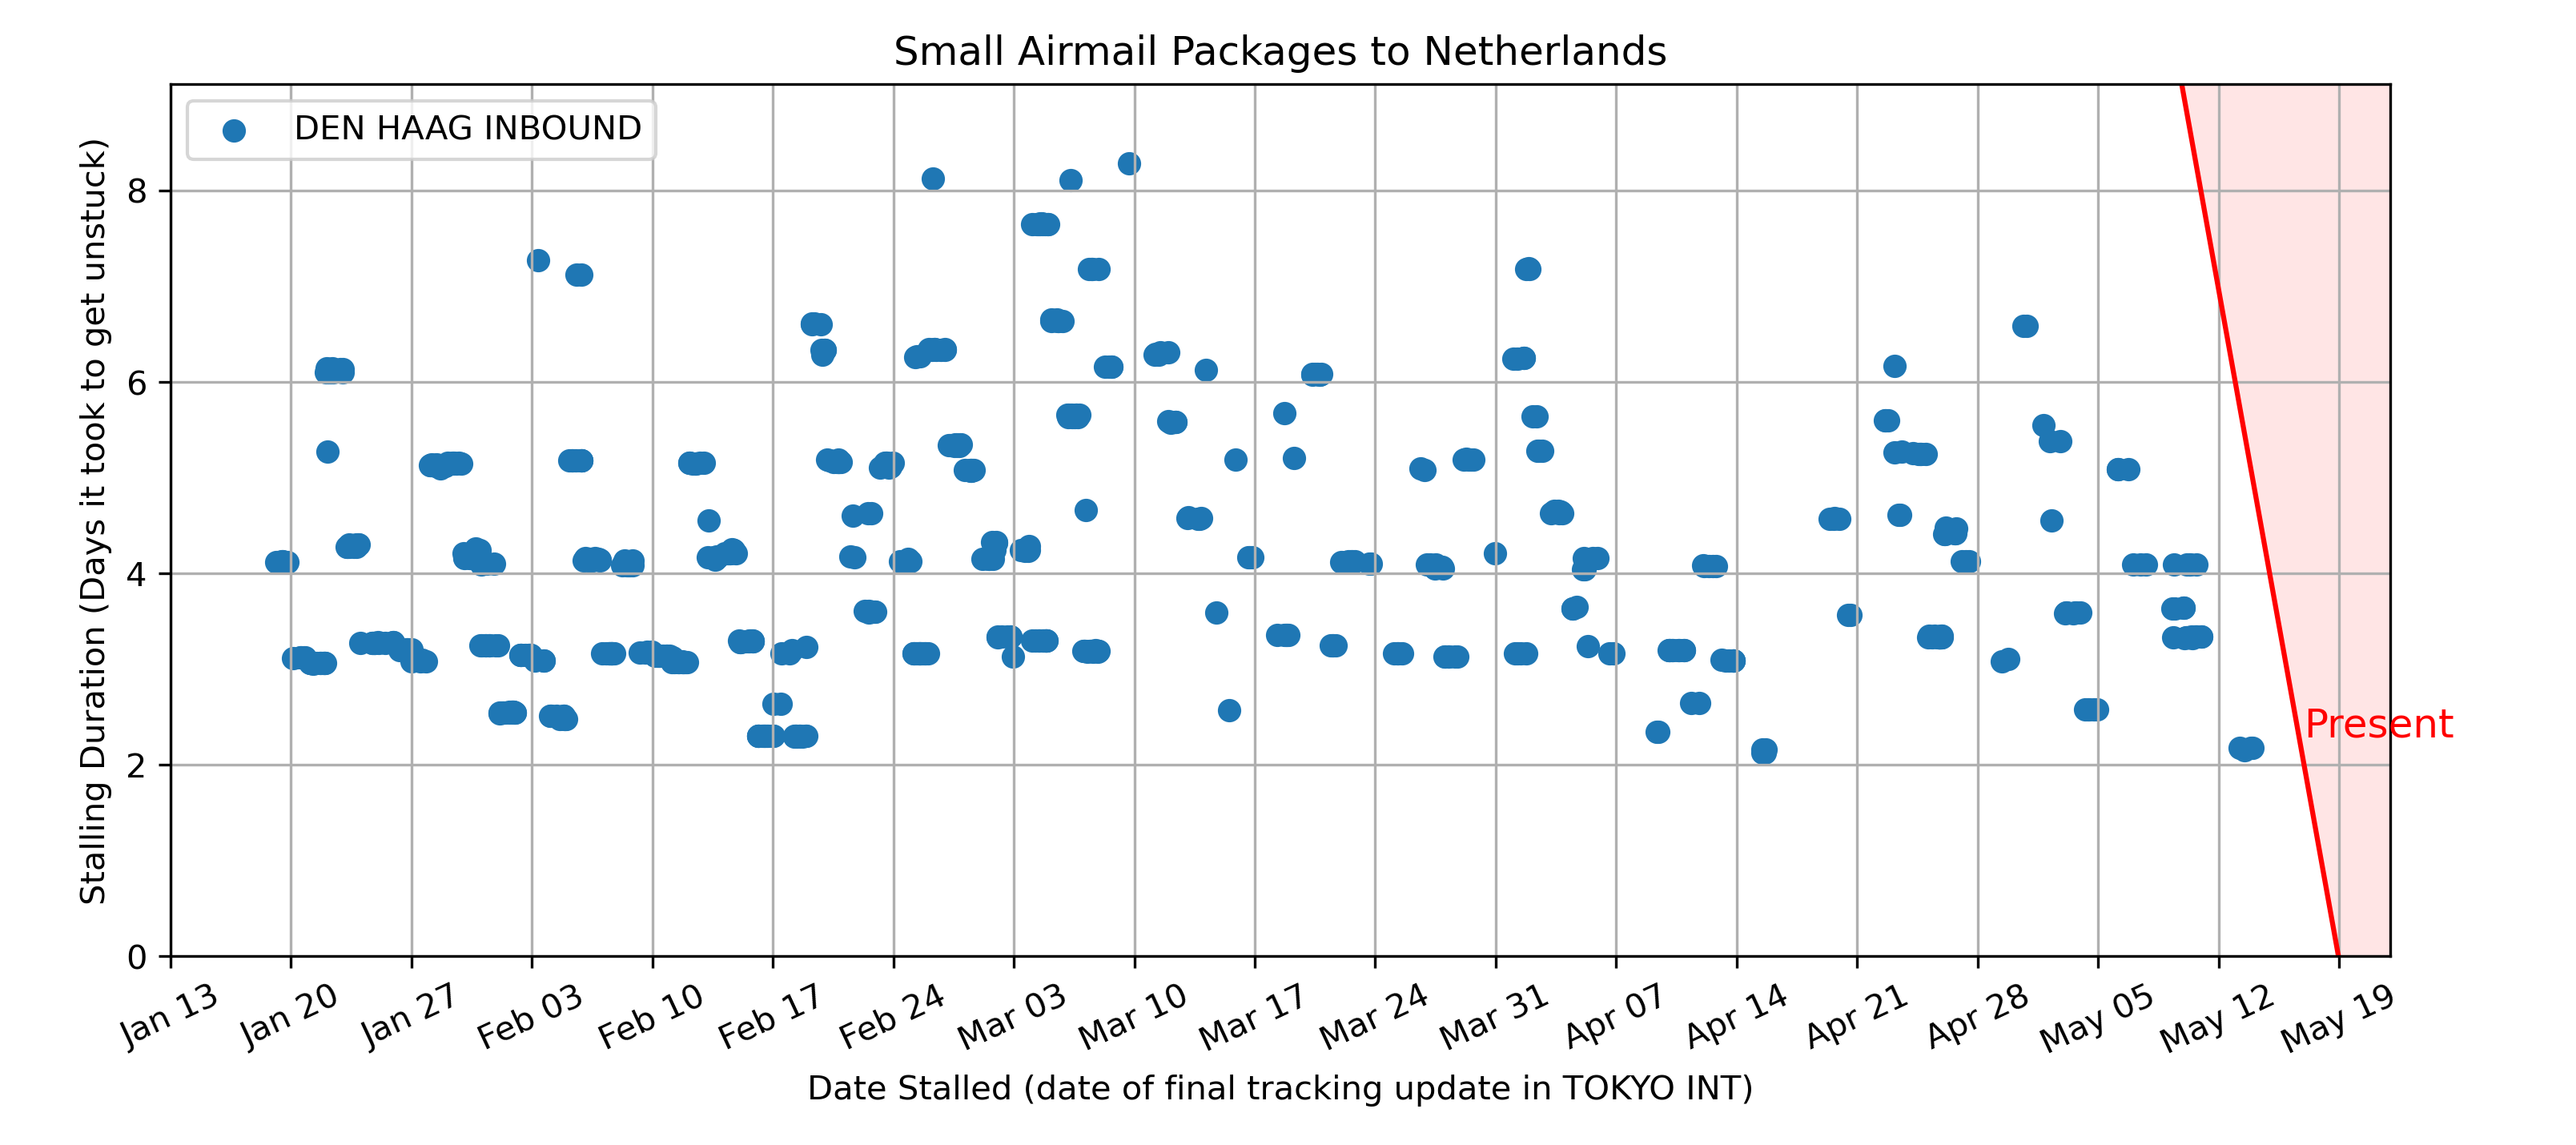 Small Airmail Packages to Netherlands
DEN HAAG INBOUND
Stalling Duration (Days it took to get unstuck)
8
6
4
2
0
Present
Jan 13
Jan 20
Jan 27
Feb 03
Feb 10
Feb 17
Feb 24
Mar 03
Mar 10
Mar 17
Mar 24
Mar 31
Apr 07
Apr 14
Apr 21
Apr 28
May 05
May 12
May 19
Date Stalled (date of final tracking update in TOKYO INT)